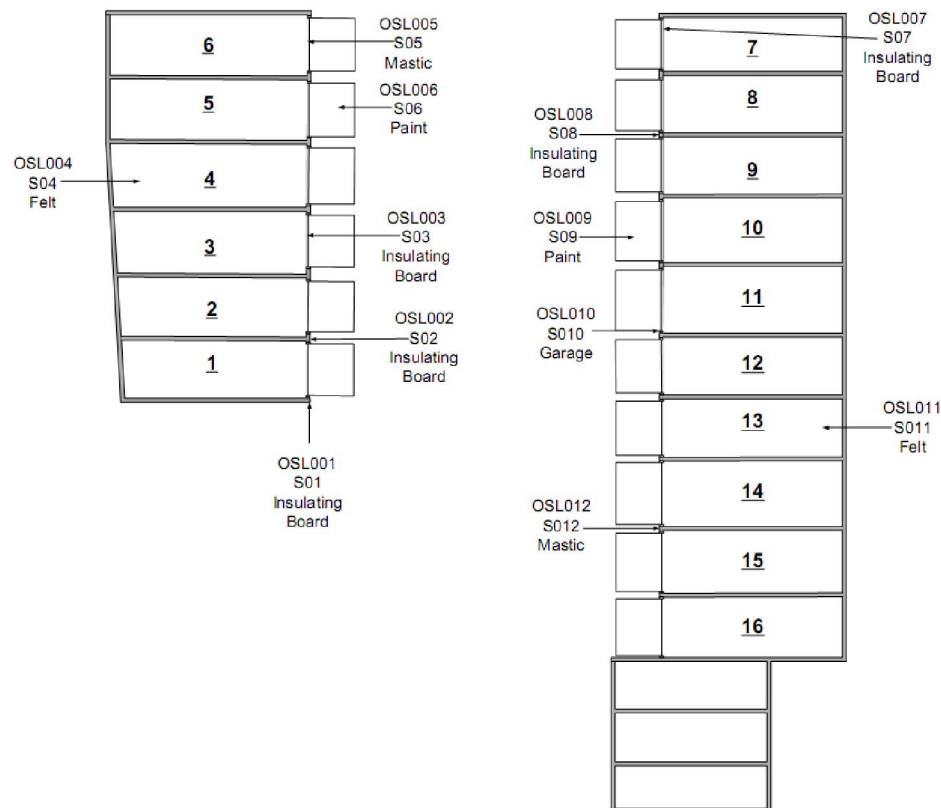 OSL005
S05
Mastic
6
OSL006
S06
Paint
5
OSL004
S04
Felt
4
OSL003
S03
Insulating
Board
3
2
OSL002
S02
Insulating
Board
1
OSL001
S01
Insulating
Board
OSL007
S07
Insulating
Board
7
8
OSL008
S08
Insulating
Board
9
OSL009
S09
Paint
10
11
OSL010
S010
Garage
12
13
OSL011
S011
Felt
14
OSL012
S012
Mastic
15
16